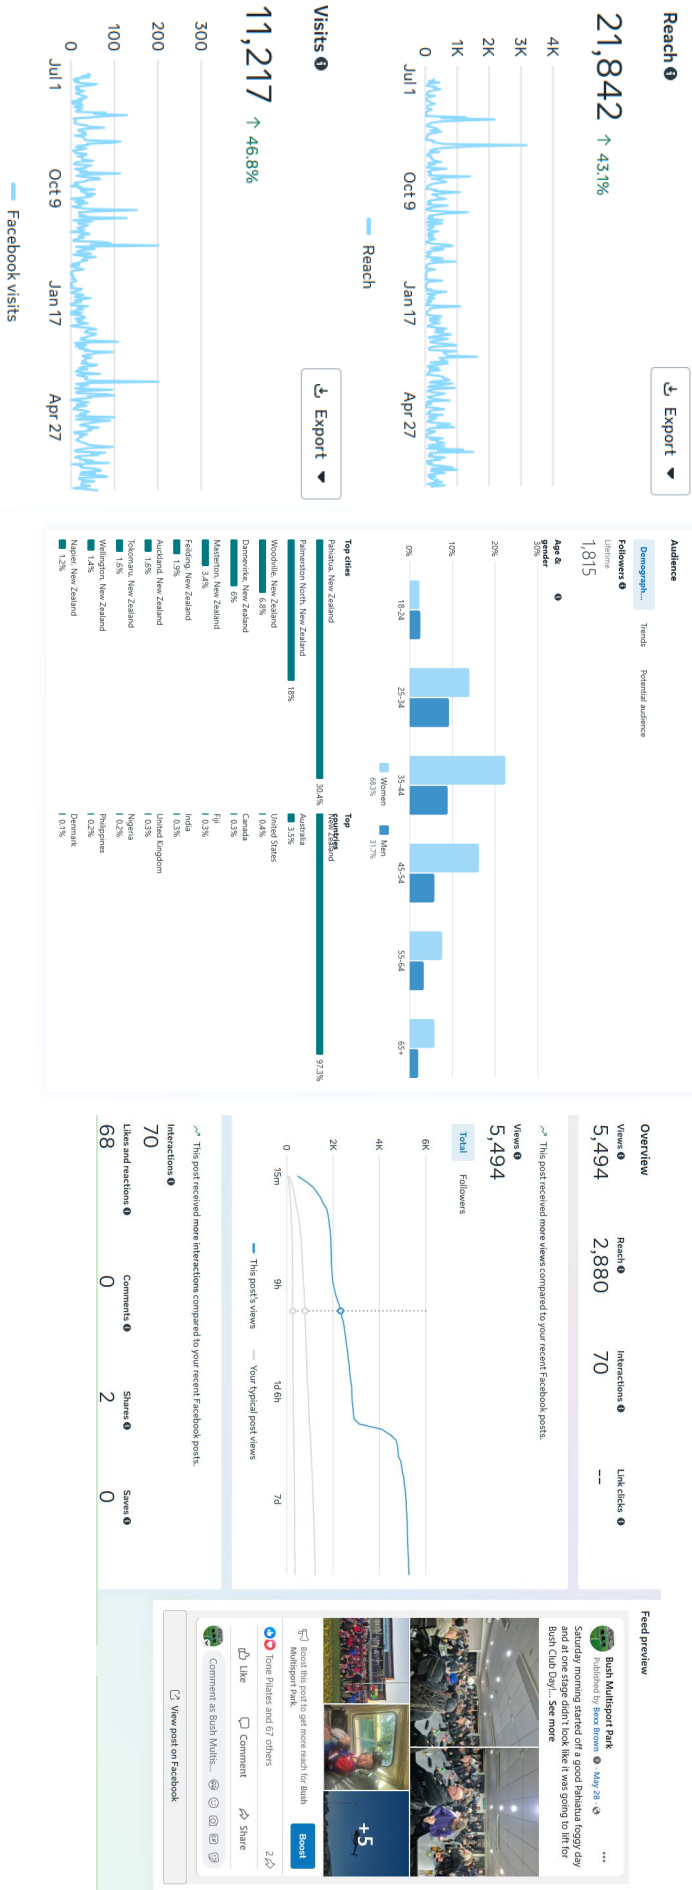 Reach
21,842 ↑ 43.1%
Export
4K
3K
2K
1K
0
Jul 1
Oct 9
Jan 17
Apr 27
Reach
Visits
11,217 ↑ 46.8%
Export
300
200
100
0
Jul 1
Oct 9
Jan 17
Apr 27
Facebook visits
Audience
Demograph... Trends Potential audience
Followers
Lifetime
1,815
Age &
gender
30%
20%
10%
0%
18-24 25-34 35-44 45-54 55-64 65+
Women Men
68.3% 31.7%
Top cities
Pahiatua, New Zealand
30.4%
Palmerston North, New Zealand
18%
Woodville, New Zealand
6.8%
Dannevirke, New Zealand
6%
Masterton, New Zealand
3.4%
Feilding, New Zealand
1.9%
Auckland, New Zealand
1.6%
Tokomaru, New Zealand
1.6%
Wellington, New Zealand
1.4%
Napier, New Zealand
1.2%
Top
countries
New Zealand
97.3%
Australia
3.5%
United States
0.4%
Canada
0.3%
Fiji
0.3%
India
0.3%
United Kingdom
0.3%
Nigeria
0.2%
Philippines
0.2%
Denmark
0.1%
Overview
Views Reach Interactions Link clicks
5,494 2,880 70 --
This post received more views compared to your recent Facebook posts.
Views
5,494
Total Followers
6K
4K
2K
0
15m 9h 1d 6h 7d
This post's views Your typical post views
This post received more interactions compared to your recent Facebook posts.
Interactions
70
Likes and reactions Comments Shares Saves
68 0 2 0
Feed preview
Bush Multisport Park
Published by Bexx Brown · May 28 ·
Saturday morning started off a good Pahiatua foggy day
and at one stage didn't look like it was going to lift for
Bush Club Day!... See more
+5
Boost this post to get more reach for Bush
Multisport Park.
Boost
Tone Pilates and 67 others
2
Like Comment Share
Comment as Bush Multis...
View post on Facebook